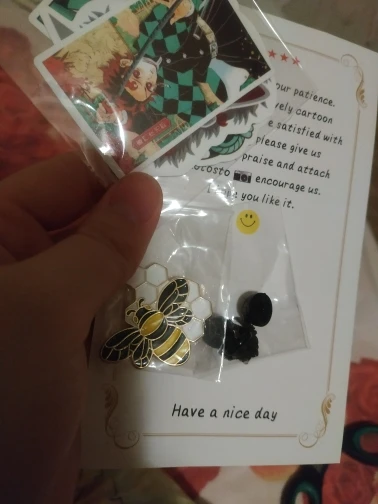 our patience.
vely cartoon
e satisfied with
please give us
praise and attach
encourage us.
you like it.
Have a nice day